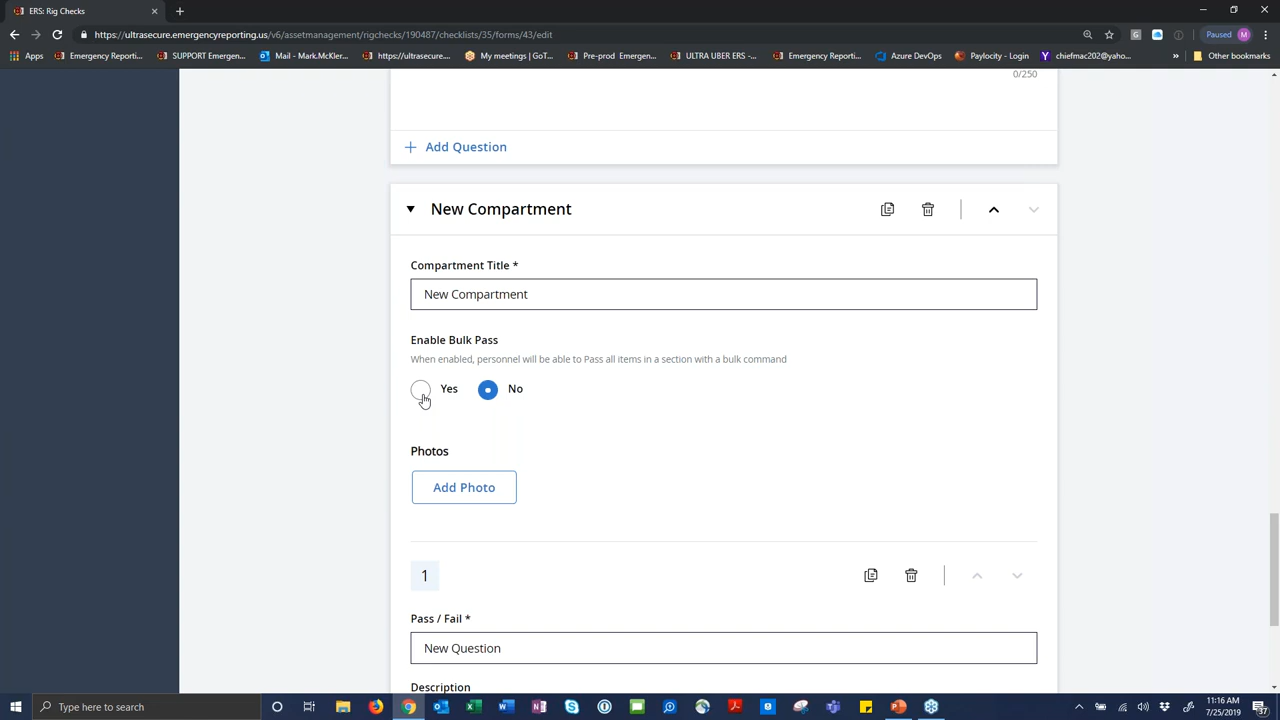 ERS: Rig Checks
https://ultrasecure.emergencyreporting.us/v6/assetmanagement/rigchecks/190487/checklists/35/forms/43/edit
Paused M
Apps Emergency Reporti... SUPPORT Emergen... Mail - Mark.McKler... https://ultrasecure.... My Meetings | GoT... Pre-prod Emergen... ULTRA UBER ERS -... Emergency Reporti... Azure DevOps Paylocity - Login chiefmac202@yaho... » Other bookmarks
0/250
+ Add Question
New Compartment
Compartment Title *
New Compartment
Enable Bulk Pass
When enabled, personnel will be able to Pass all items in a section with a bulk command
Yes No
Photos
Add Photo
1
Pass / Fail *
New Question
Description
Type here to search
11:16 AM
7/25/2019